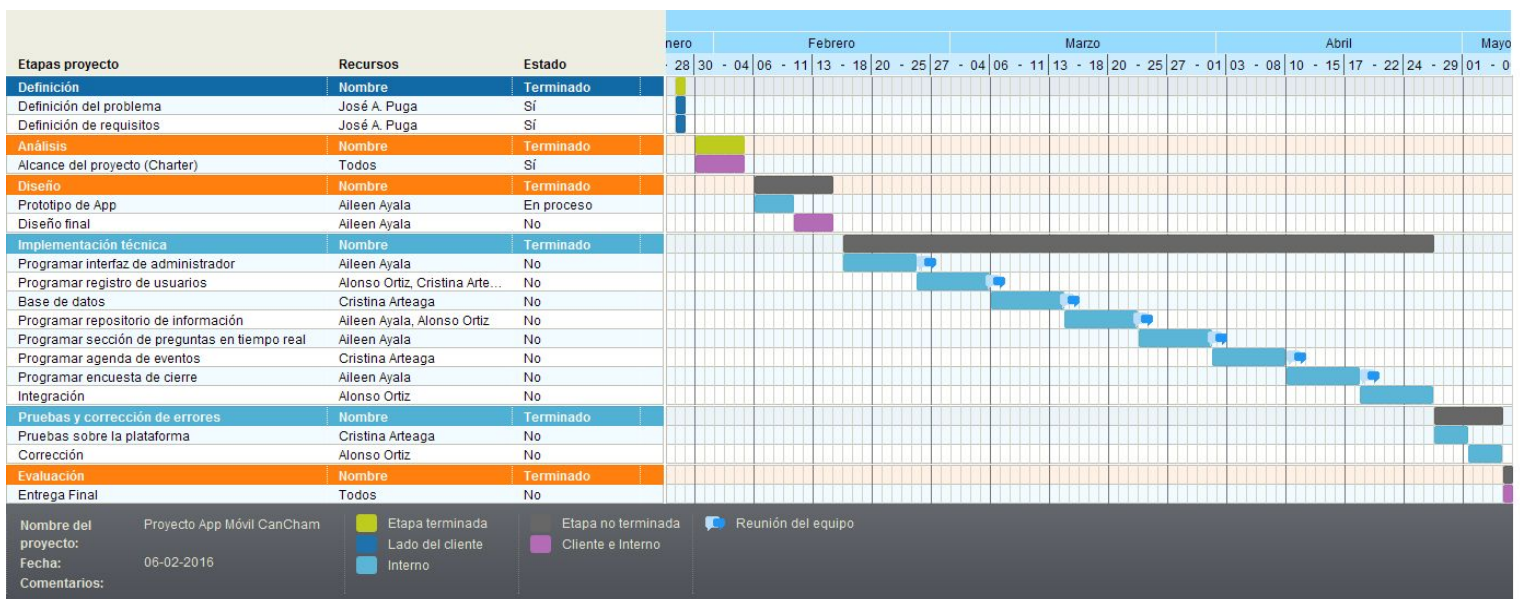 nero Febrero Marzo Abril Mayo
Etapas proyecto Recursos Estado - 28 30 - 04 06 - 11 13 - 18 20 - 25 27 - 04 06 - 11 13 - 18 20 - 25 27 - 01 03 - 08 10 - 15 17 - 22 24 - 29 01 - 0
Definición Nombre Terminado
Definición del problema José A. Puga Sí
Definición de requisitos José A. Puga Sí
Análisis Nombre Terminado
Alcance del proyecto (Charter) Todos Sí
Diseño Nombre Terminado
Prototipo de App Aileen Ayala En proceso
Diseño final Aileen Ayala No
Implementación técnica Nombre Terminado
Programar interfaz de administrador Aileen Ayala No
Programar registro de usuarios Alonso Ortiz, Cristina Arte... No
Base de datos Cristina Arteaga No
Programar repositorio de información Aileen Ayala, Alonso Ortiz No
Programar sección de preguntas en tiempo real Aileen Ayala No
Programar agenda de eventos Cristina Arteaga No
Programar encuesta de cierre Aileen Ayala No
Integración Alonso Ortiz No
Pruebas y corrección de errores Nombre Terminado
Pruebas sobre la plataforma Cristina Arteaga No
Corrección Alonso Ortiz No
Evaluación Nombre Terminado
Entrega Final Todos No
Nombre del proyecto: Proyecto App Móvil CanCham
Fecha: 06-02-2016
Comentarios:
Etapa terminada
Lado del cliente
Interno
Etapa no terminada
Cliente e Interno
Reunión del equipo